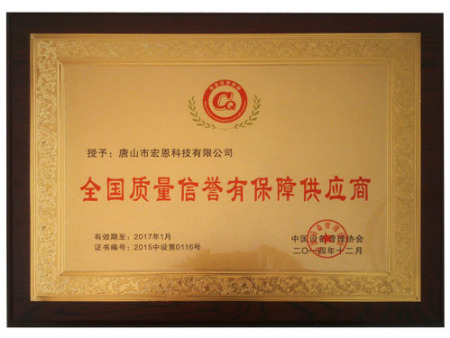 CQ
授予：唐山市宏恩科技有限公司
全国质量信誉有保障供应商
有效期至：2017年1月
证书编号：2015中设第0116号
中国设备管理协会
二〇一四年十二月